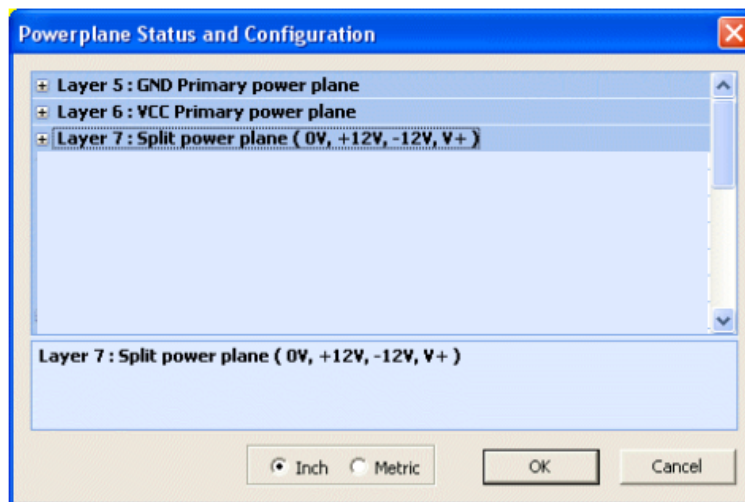 Powerplane Status and Configuration
Layer 5 : GND Primary power plane
Layer 6 : VCC Primary power plane
Layer 7 : Split power plane ( 0V, +12V, -12V, V+ )
Layer 7 : Split power plane ( 0V, +12V, -12V, V+ )
Inch Metric OK Cancel